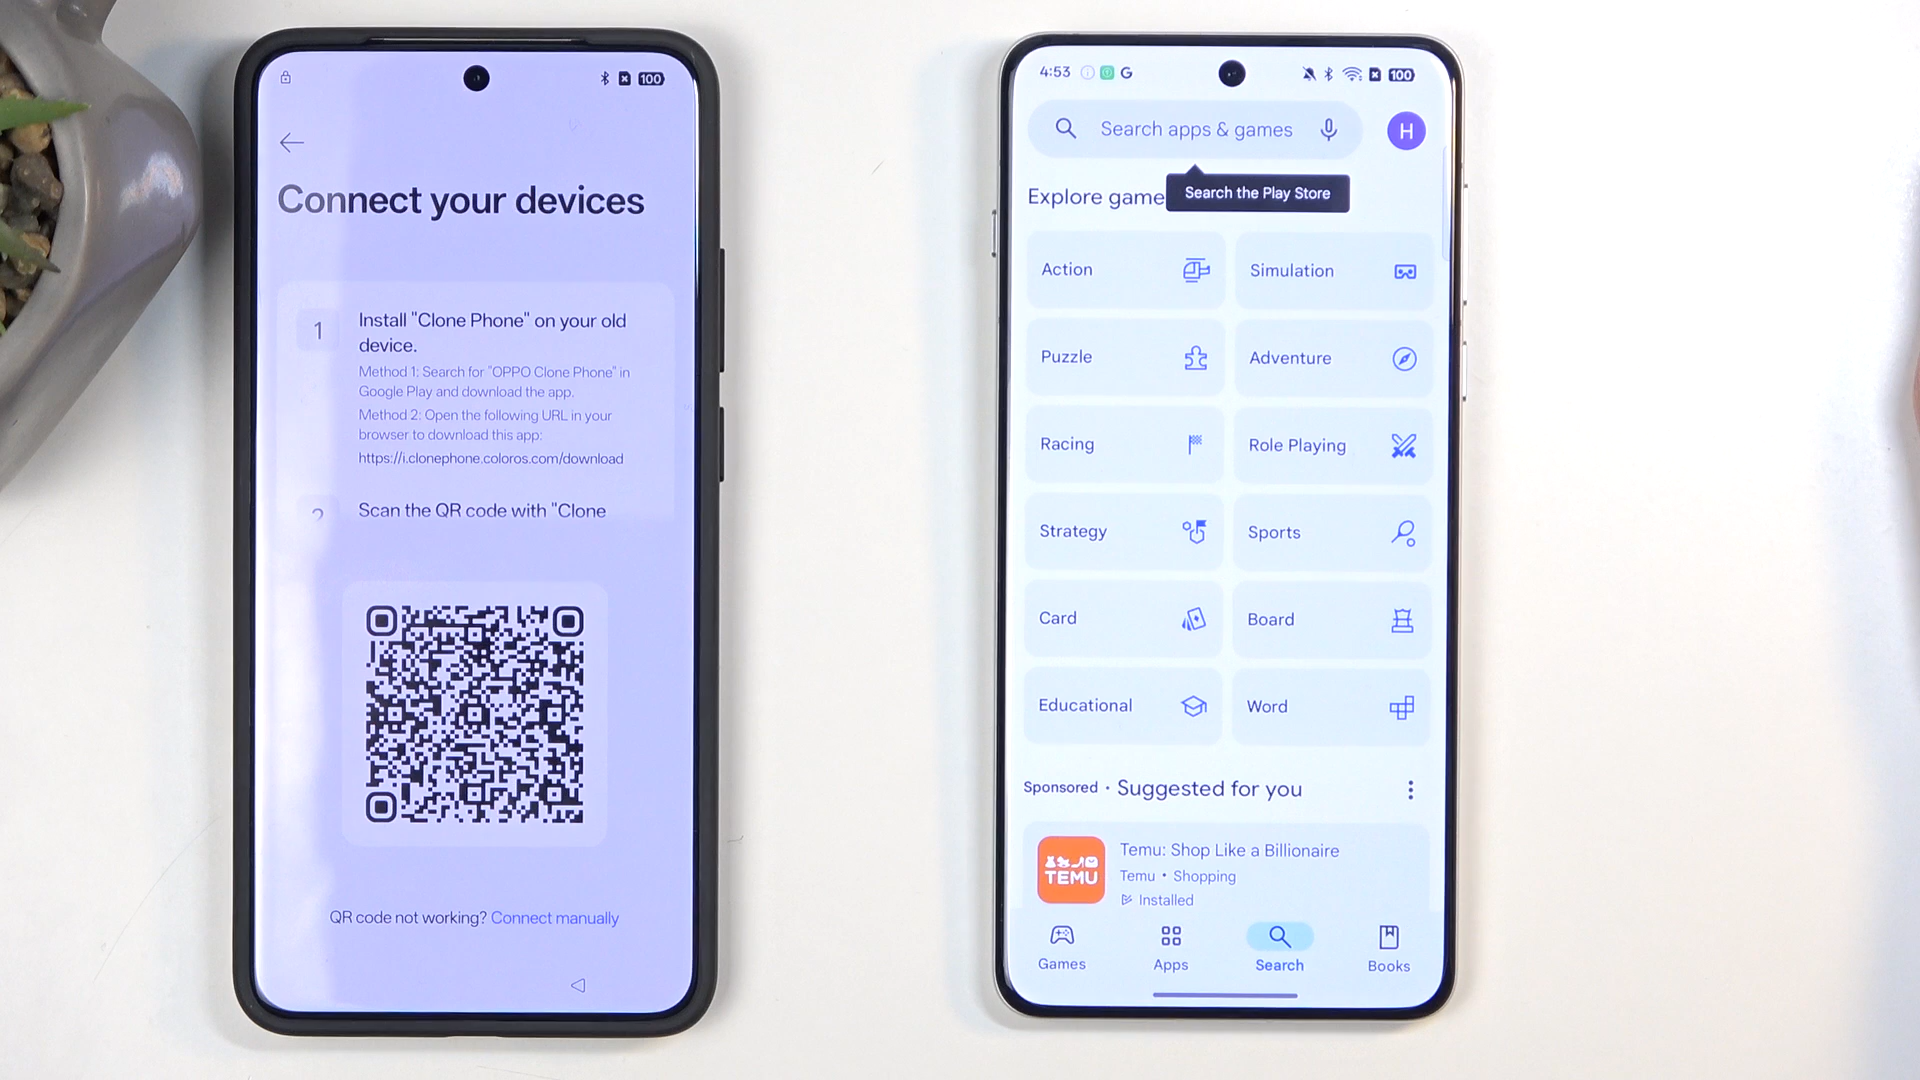 100
Connect your devices
1
Install "Clone Phone" on your old
device.
Method 1: Search for "OPPO Clone Phone" in
Google Play and download the app.
Method 2: Open the following URL in your
browser to download this app:
https://i.clonephone.coloros.com/download
Scan the QR code with "Clone
QR code not working? Connect manually
4:53
G
100
Search apps & games
H
Explore game
Search the Play Store
Action
Simulation
Puzzle
Adventure
Racing
Role Playing
Strategy
Sports
Card
Board
Educational
Word
Sponsored • Suggested for you
TEMU
Temu: Shop Like a Billionaire
Temu • Shopping
Installed
Games
Apps
Search
Books